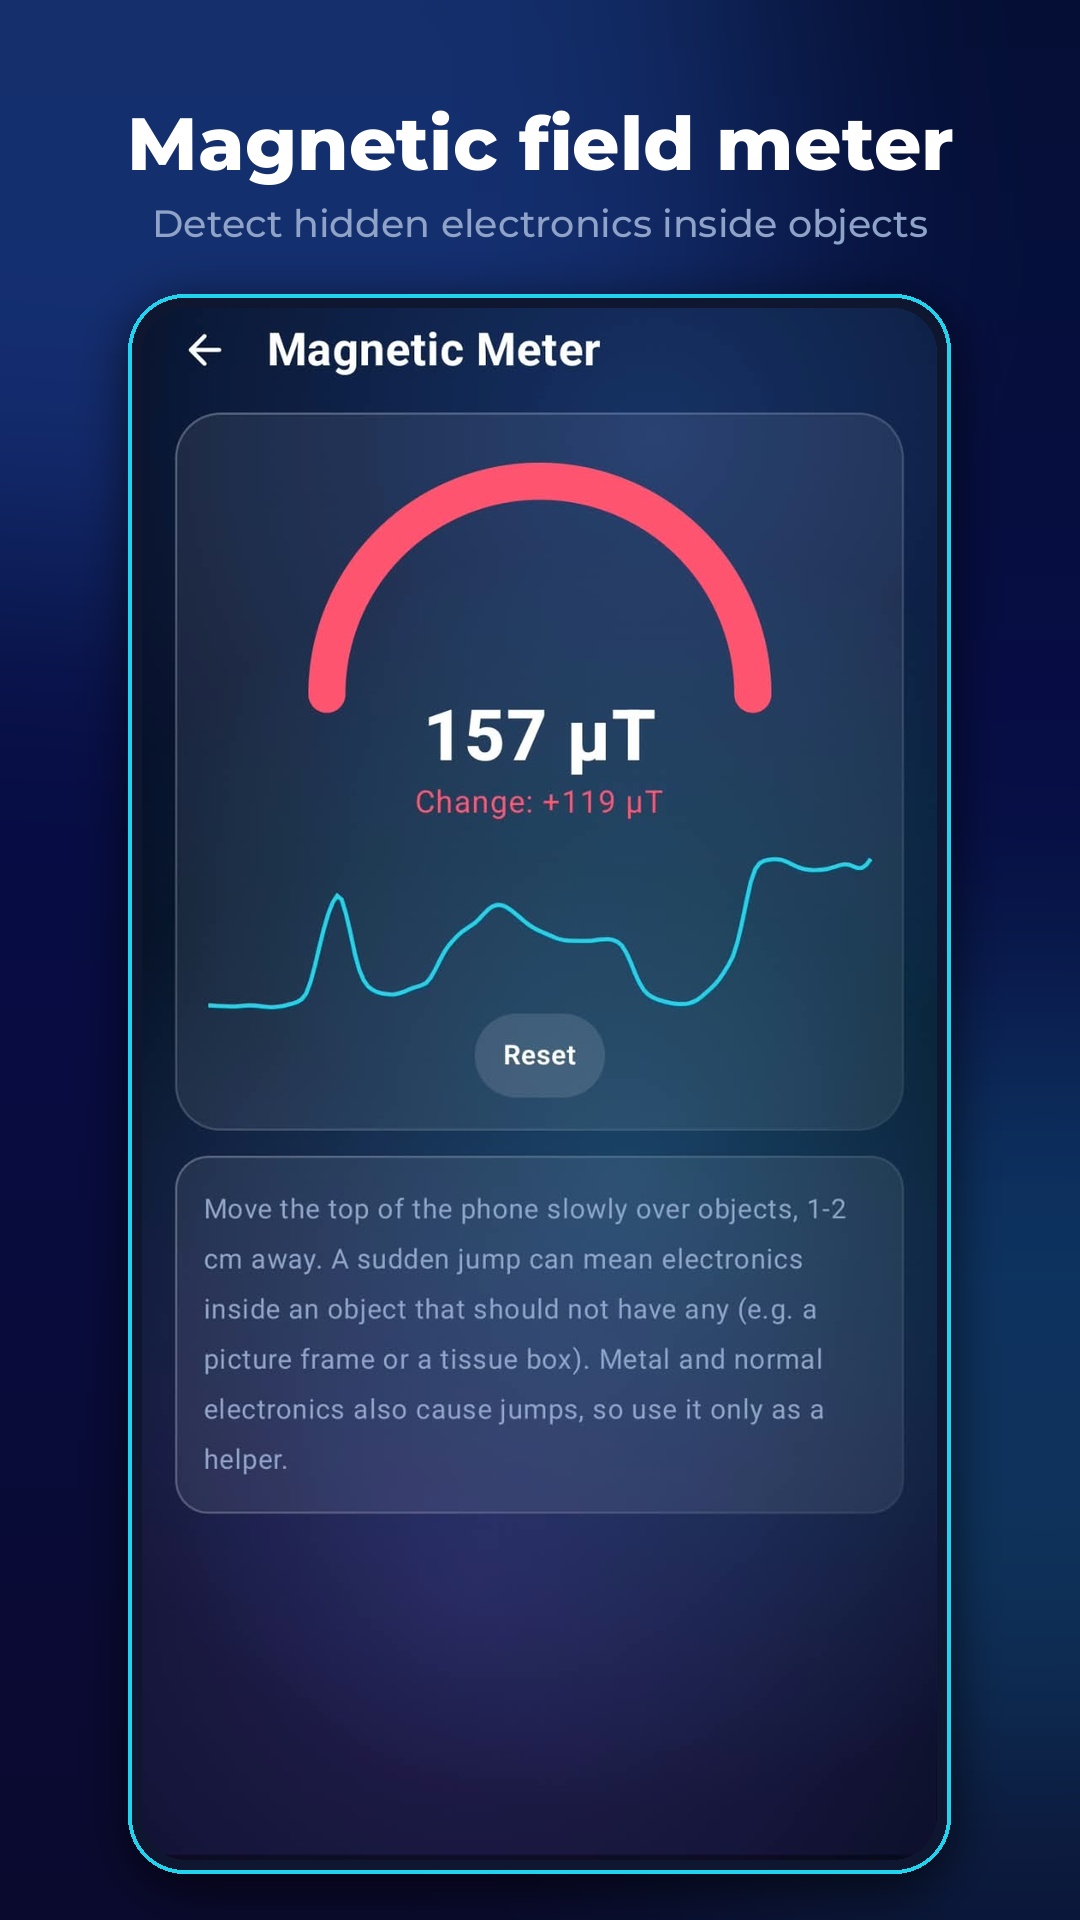 Magnetic field meter
Detect hidden electronics inside objects
Magnetic Meter
157 µT
Change: +119 µT
Reset
Move the top of the phone slowly over objects, 1-2
cm away. A sudden jump can mean electronics
inside an object that should not have any (e.g. a
picture frame or a tissue box). Metal and normal
electronics also cause jumps, so use it only as a
helper.